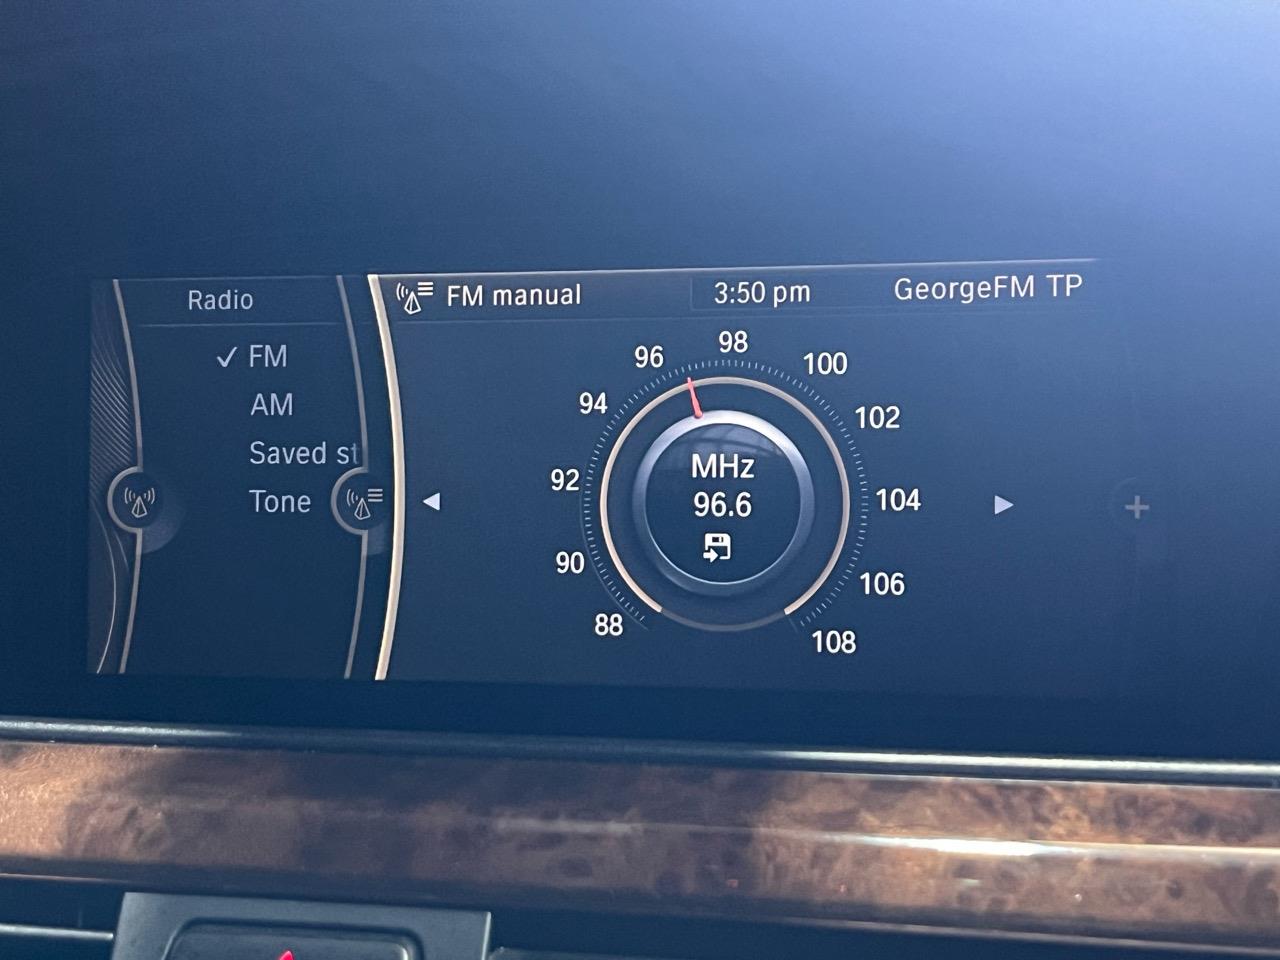 Radio
FM
AM
Saved st
Tone
FM manual
3:50 pm
GeorgeFM TP
88
90
92
94
96
98
100
102
104
106
108
MHz
96.6
+